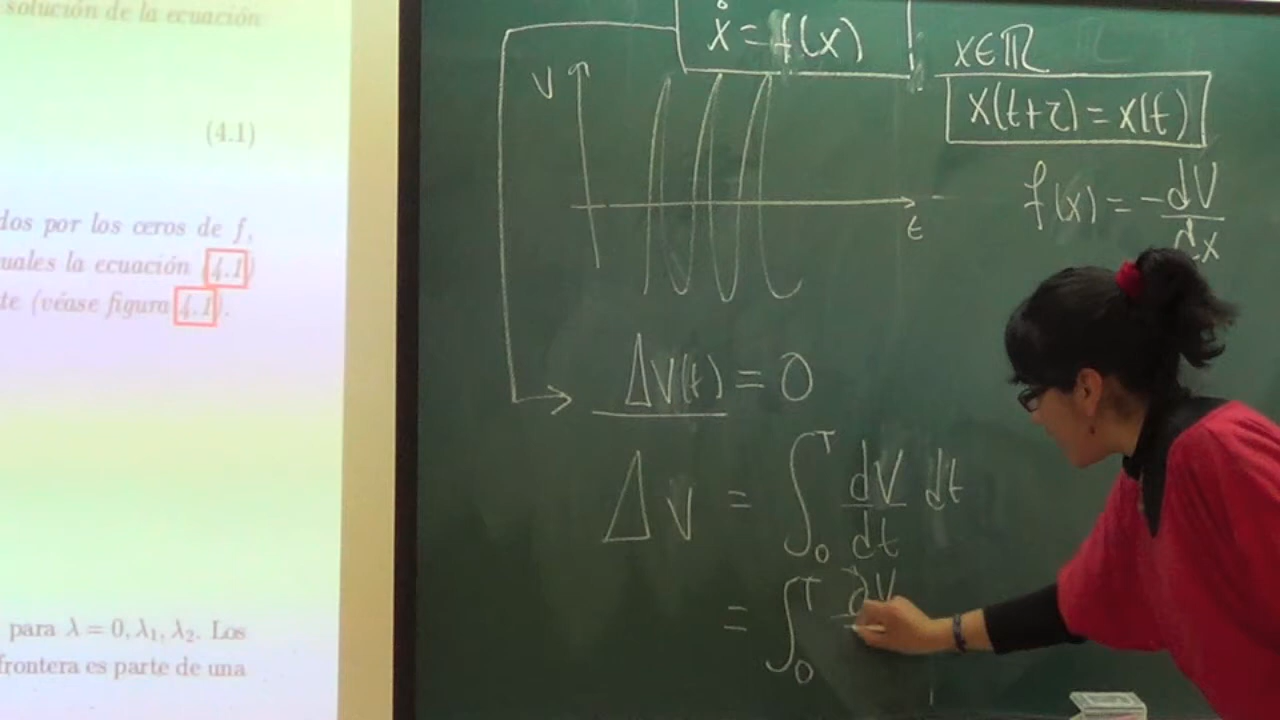 solución de la ecuación
(4.1)
dos por los ceros de f,
uales la ecuación (4.1)
te (véase figura 4.1).
para λ = 0, λ₁, λ₂. Los
frontera es parte de una
ẋ = f(x)
x∈ℝ
x(t+τ) = x(t)
f(x) = -dV/dx
V
t
ΔV(t) = 0
ΔV = ∫₀ᵀ dV/dt dt
= ∫₀ᵀ ∂V